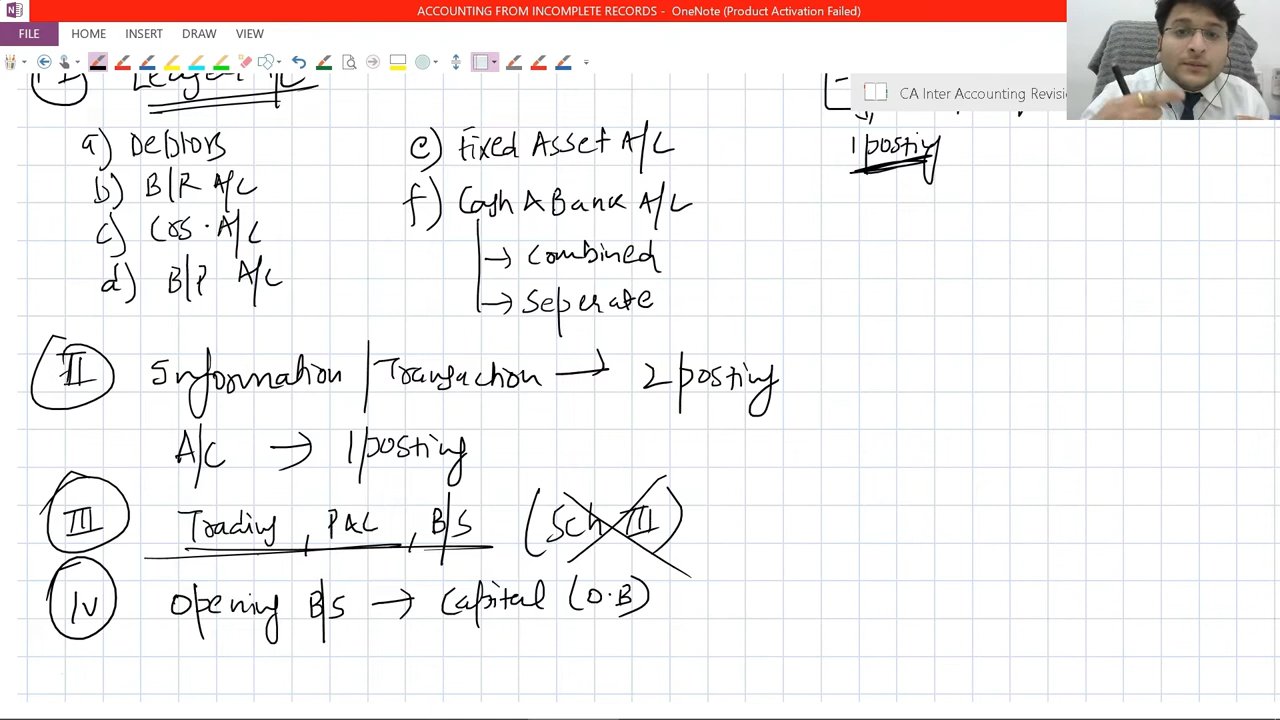 ACCOUNTING FROM INCOMPLETE RECORDS - OneNote (Product Activation Failed)
FILE HOME INSERT DRAW VIEW
CA Inter Accounting Revisi
1 posting
a) Debtors
b) B/R A/C
c) Crs. A/C
d) B/P A/C
e) Fixed Asset A/C
f) Cash & Bank A/C
→ Combined
→ Seperate
II Information / Transaction → 2 posting
A/C → 1 posting
III Trading, P&L, B/S (Sch III)
IV Opening B/S → Capital (O.B)